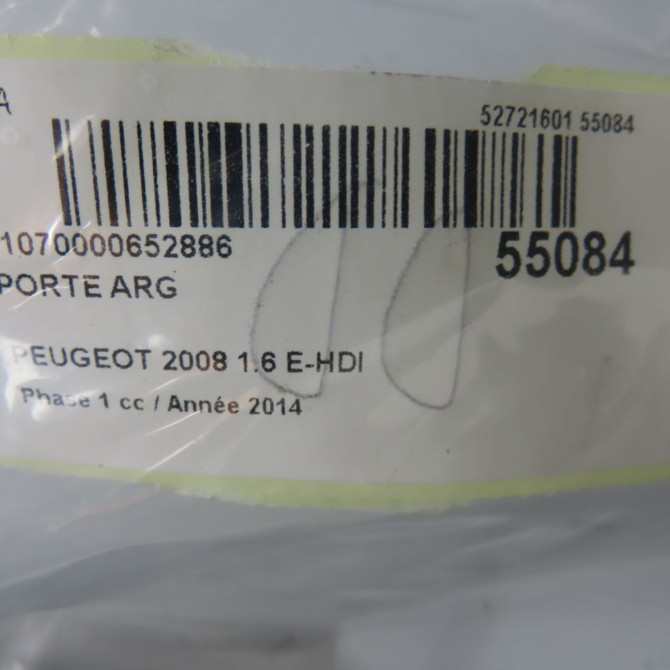 52721601 55084
1070000652886
55084
PORTE ARG
PEUGEOT 2008 1.6 E-HDI
Phase 1 cc / Année 2014